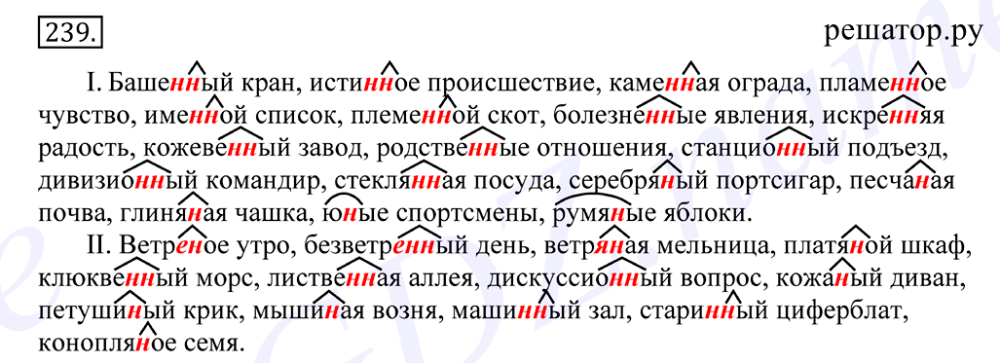 239.
решатор.ру
I. Башенный кран, истинное происшествие, каменная ограда, пламенное
чувство, именной список, племенной скот, болезненные явления, искренняя
радость, кожевенный завод, родственные отношения, станционный подъезд,
дивизионный командир, стеклянная посуда, серебряный портсигар, песчаная
почва, глиняная чашка, юные спортсмены, румяные яблоки.
II. Ветреное утро, безветренный день, ветряная мельница, платяной шкаф,
клюквенный морс, лиственная аллея, дискуссионный вопрос, кожаный диван,
петушиный крик, мышиная возня, машинный зал, старинный циферблат,
конопляное семя.